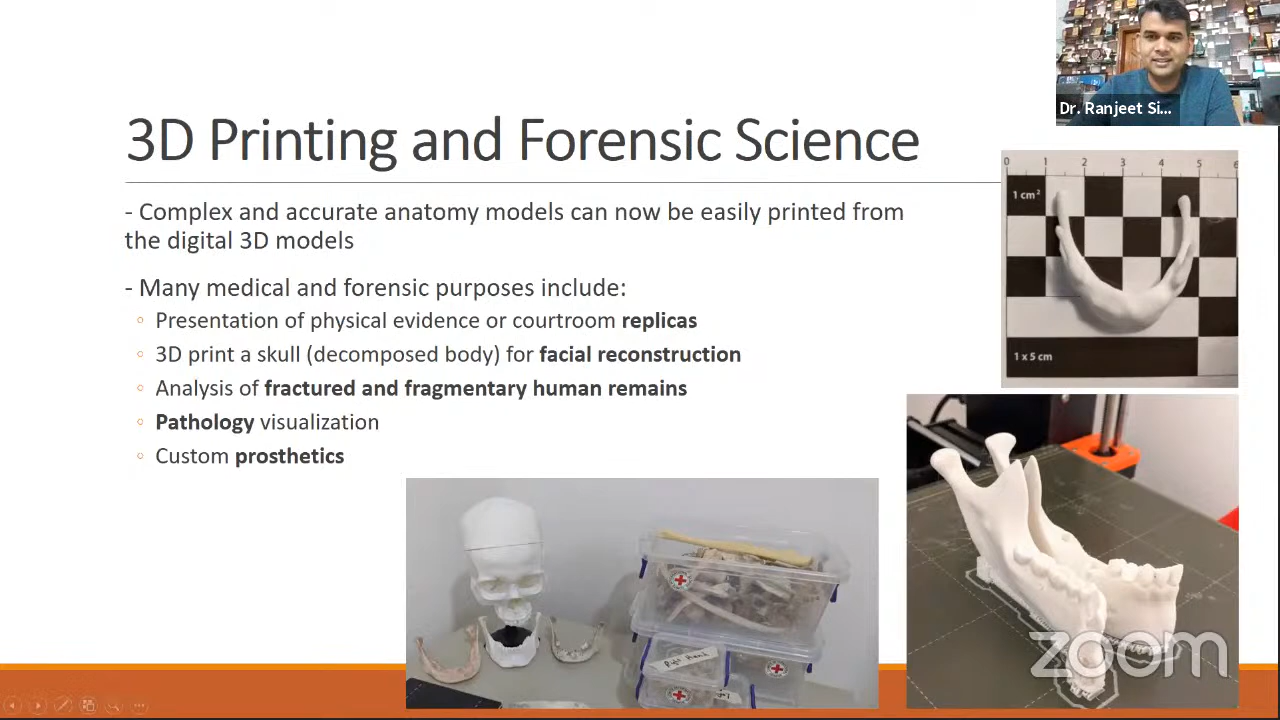 Dr. Ranjeet Si...
3D Printing and Forensic Science
- Complex and accurate anatomy models can now be easily printed from
the digital 3D models
- Many medical and forensic purposes include:
Presentation of physical evidence or courtroom replicas
3D print a skull (decomposed body) for facial reconstruction
Analysis of fractured and fragmentary human remains
Pathology visualization
Custom prosthetics
0 1 2 3 4 5 6
1 cm²
1 x 5 cm
Right Hand
zoom